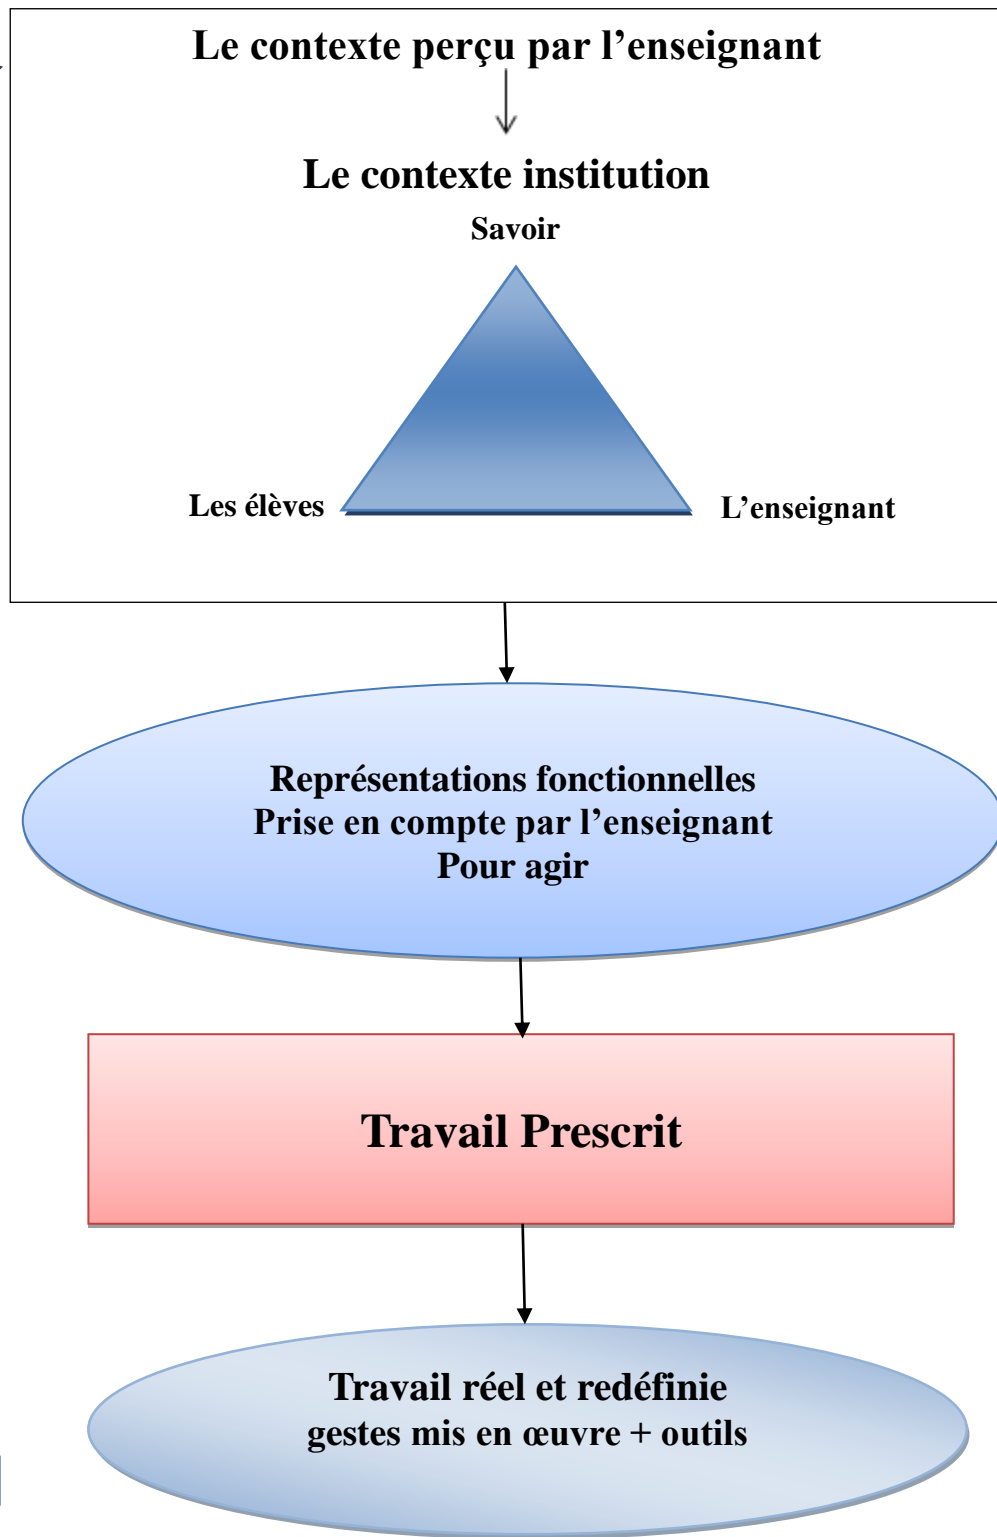 Le contexte perçu par l’enseignant
Le contexte institution
Savoir
Les élèves
L’enseignant
Représentations fonctionnelles
Prise en compte par l’enseignant
Pour agir
Travail Prescrit
Travail réel et redéfinie
gestes mis en œuvre + outils